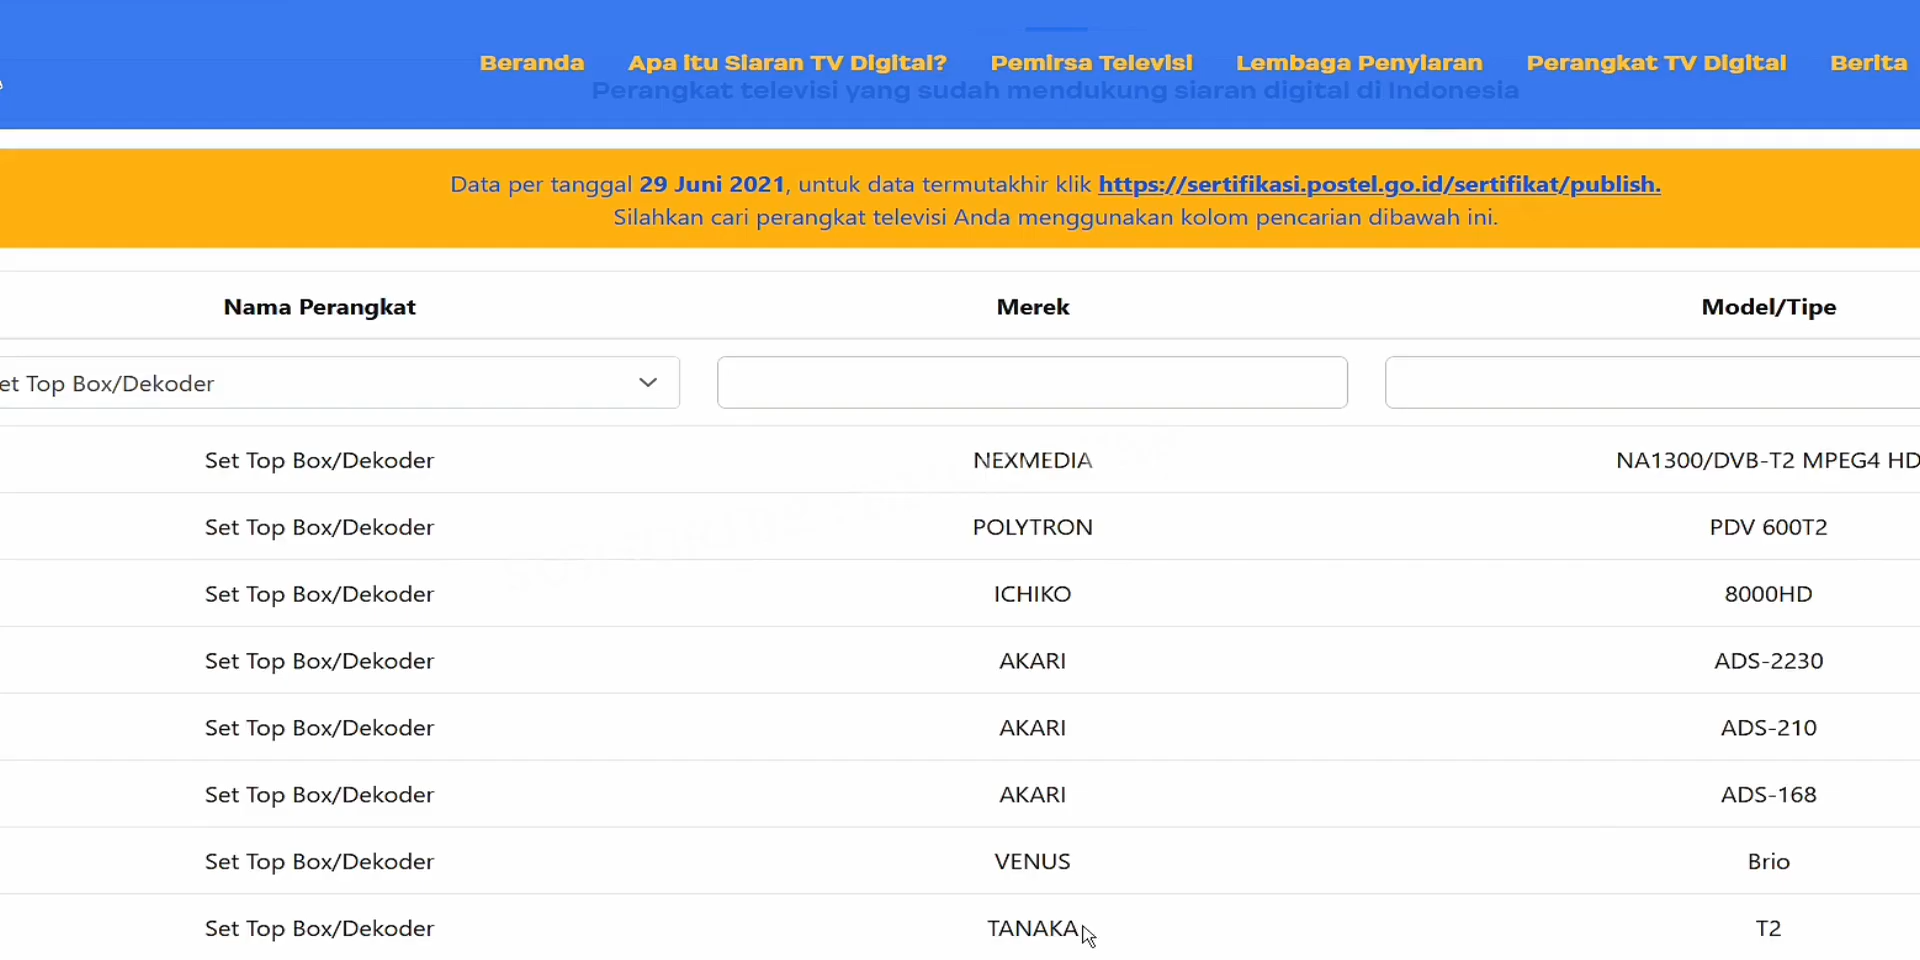 Beranda Apa itu Siaran TV Digital? Pemirsa Televisi Lembaga Penyiaran Perangkat TV Digital Berita
Perangkat televisi yang sudah mendukung siaran digital di Indonesia
Data per tanggal 29 Juni 2021, untuk data termutakhir klik https://sertifikasi.postel.go.id/sertifikat/publish.
Silahkan cari perangkat televisi Anda menggunakan kolom pencarian dibawah ini.
Nama Perangkat Merek Model/Tipe
et Top Box/Dekoder
Set Top Box/Dekoder NEXMEDIA NA1300/DVB-T2 MPEG4 HD
Set Top Box/Dekoder POLYTRON PDV 600T2
Set Top Box/Dekoder ICHIKO 8000HD
Set Top Box/Dekoder AKARI ADS-2230
Set Top Box/Dekoder AKARI ADS-210
Set Top Box/Dekoder AKARI ADS-168
Set Top Box/Dekoder VENUS Brio
Set Top Box/Dekoder TANAKA T2